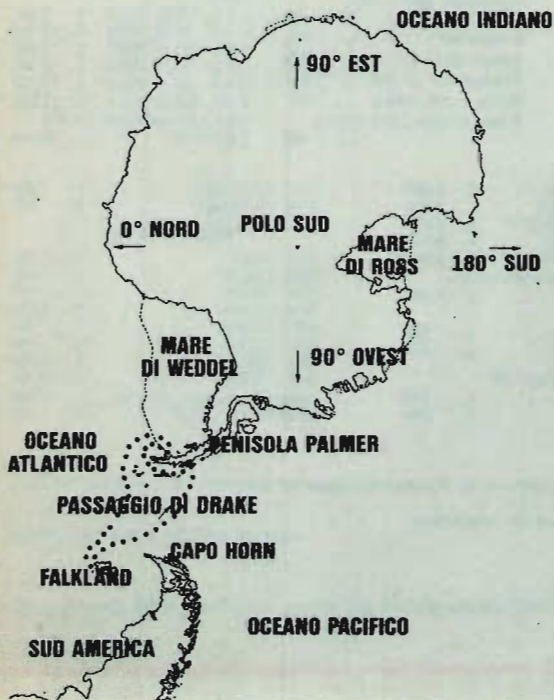 OCEANO INDIANO
90° EST
0° NORD
POLO SUD
MARE
DI ROSS
180° SUD
MARE
DI WEDDEL
90° OVEST
OCEANO
ATLANTICO
PENISOLA PALMER
PASSAGGIO DI DRAKE
CAPO HORN
FALKLAND
OCEANO PACIFICO
SUD AMERICA